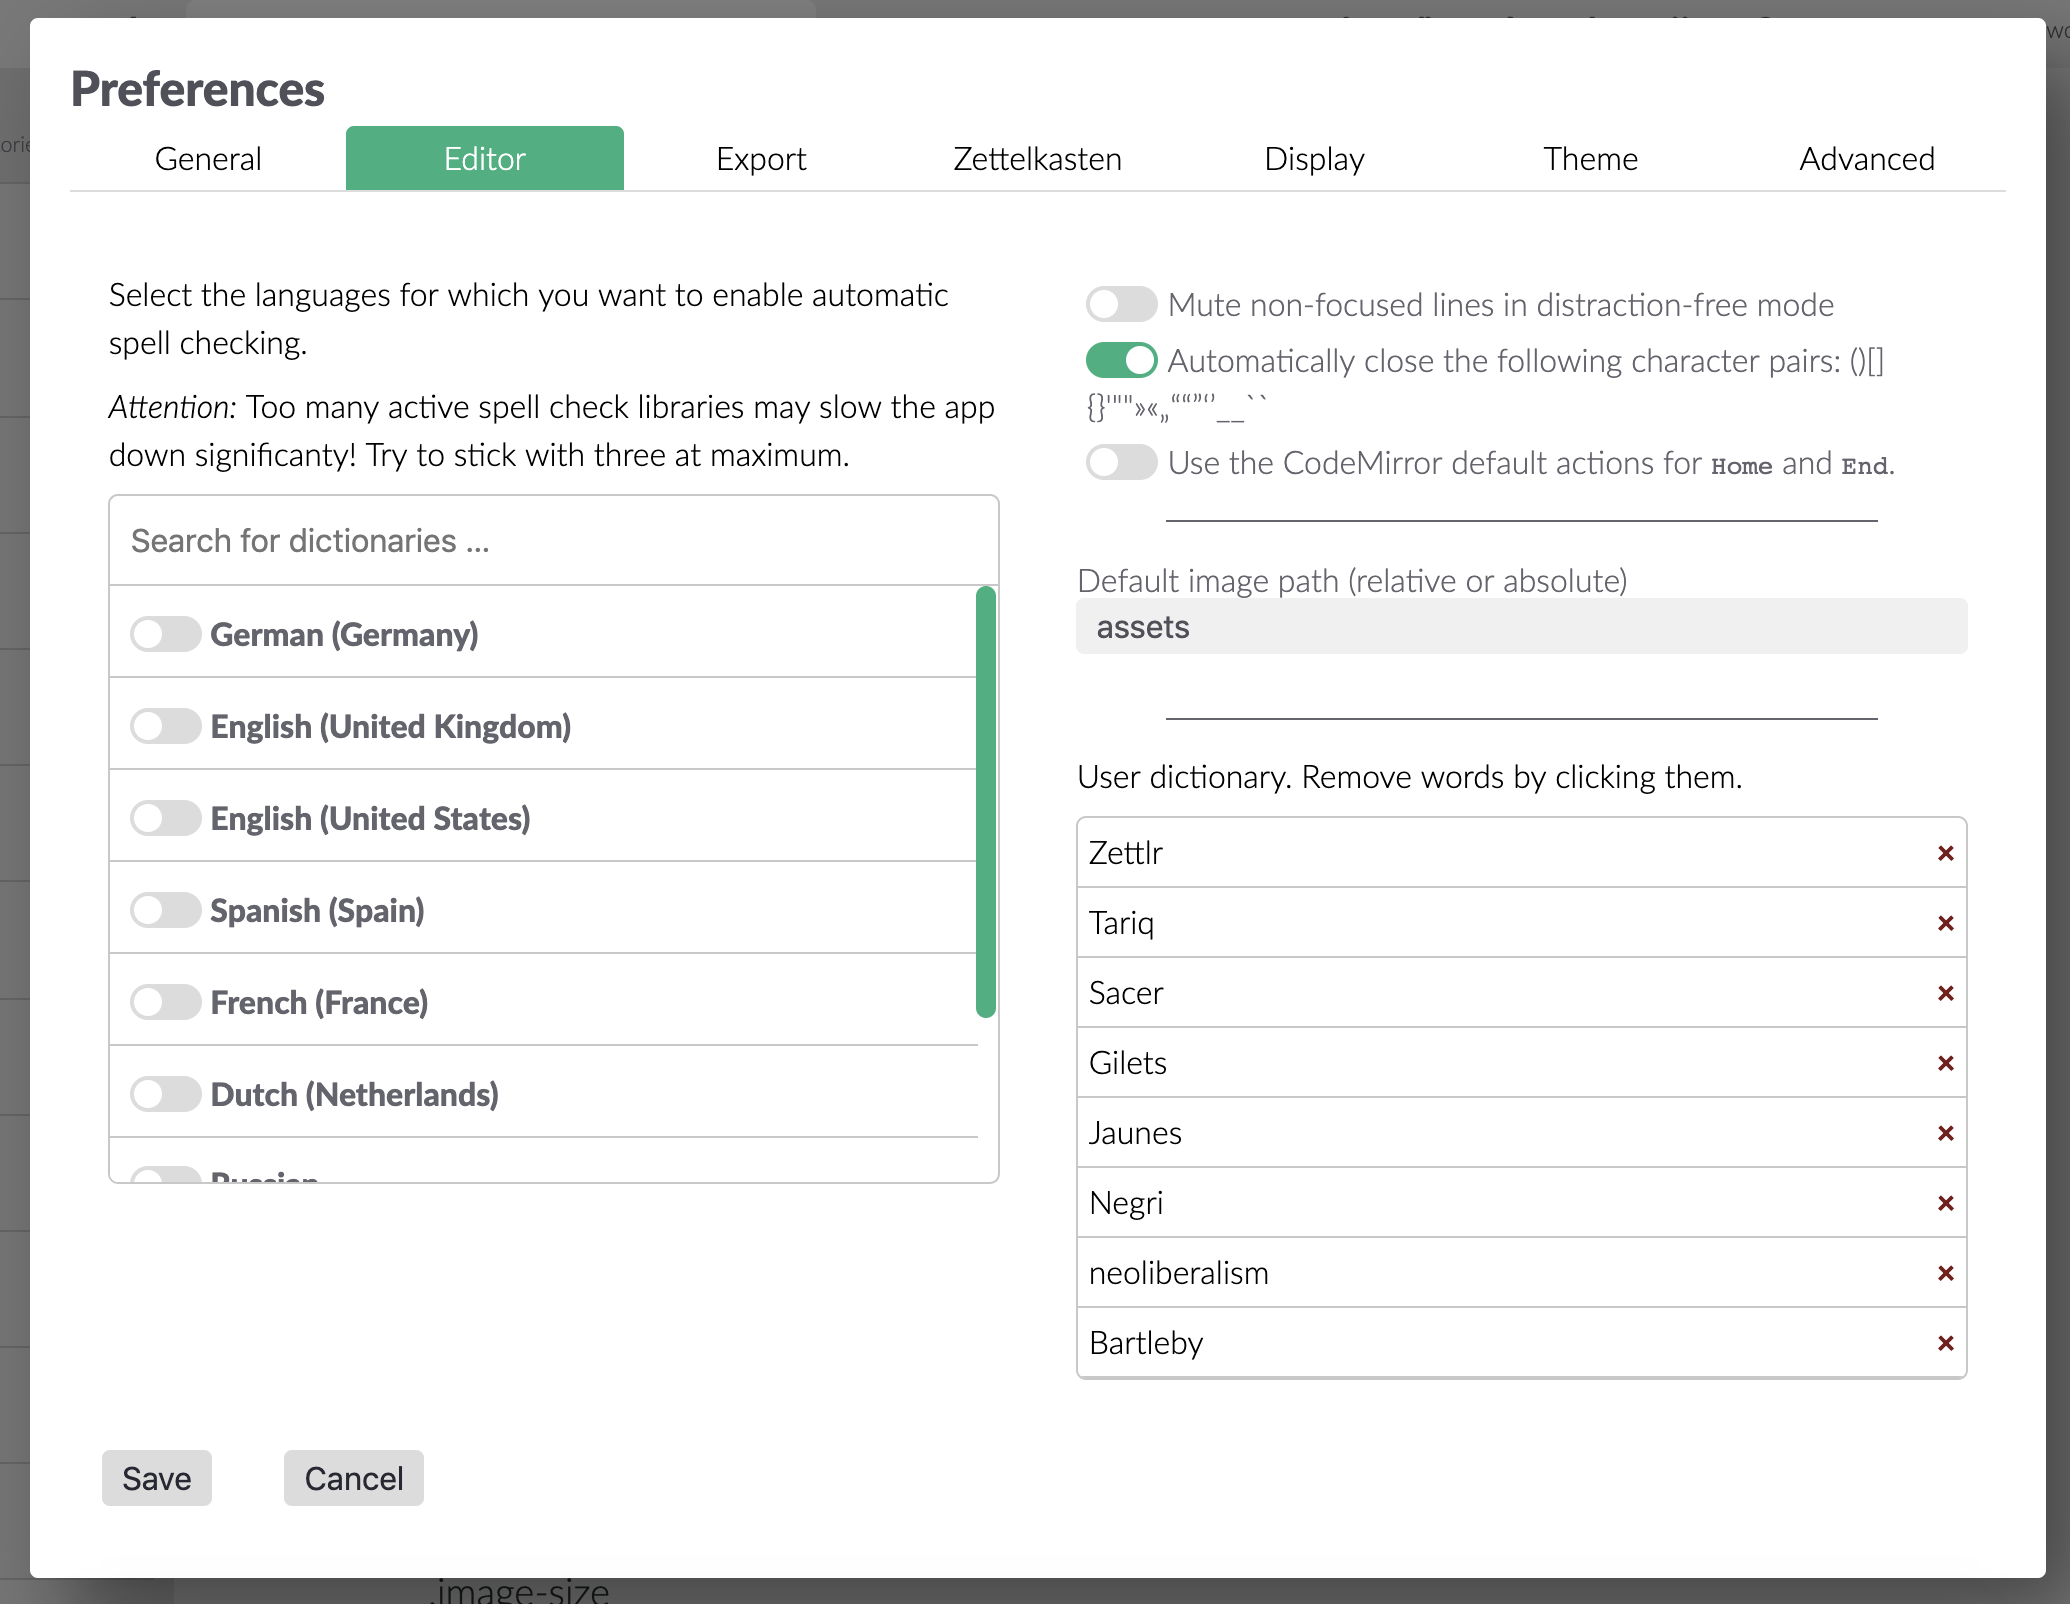 Preferences
General Editor Export Zettelkasten Display Theme Advanced
Select the languages for which you want to enable automatic
spell checking.
Attention: Too many active spell check libraries may slow the app
down significanty! Try to stick with three at maximum.
Search for dictionaries ...
German (Germany)
English (United Kingdom)
English (United States)
Spanish (Spain)
French (France)
Dutch (Netherlands)
Russian
Mute non-focused lines in distraction-free mode
Automatically close the following character pairs: ()[]
{}'""»«„““”‘’__``
Use the CodeMirror default actions for Home and End.
Default image path (relative or absolute)
assets
User dictionary. Remove words by clicking them.
Zettlr ×
Tariq ×
Sacer ×
Gilets ×
Jaunes ×
Negri ×
neoliberalism ×
Bartleby ×
Save Cancel
.image-size